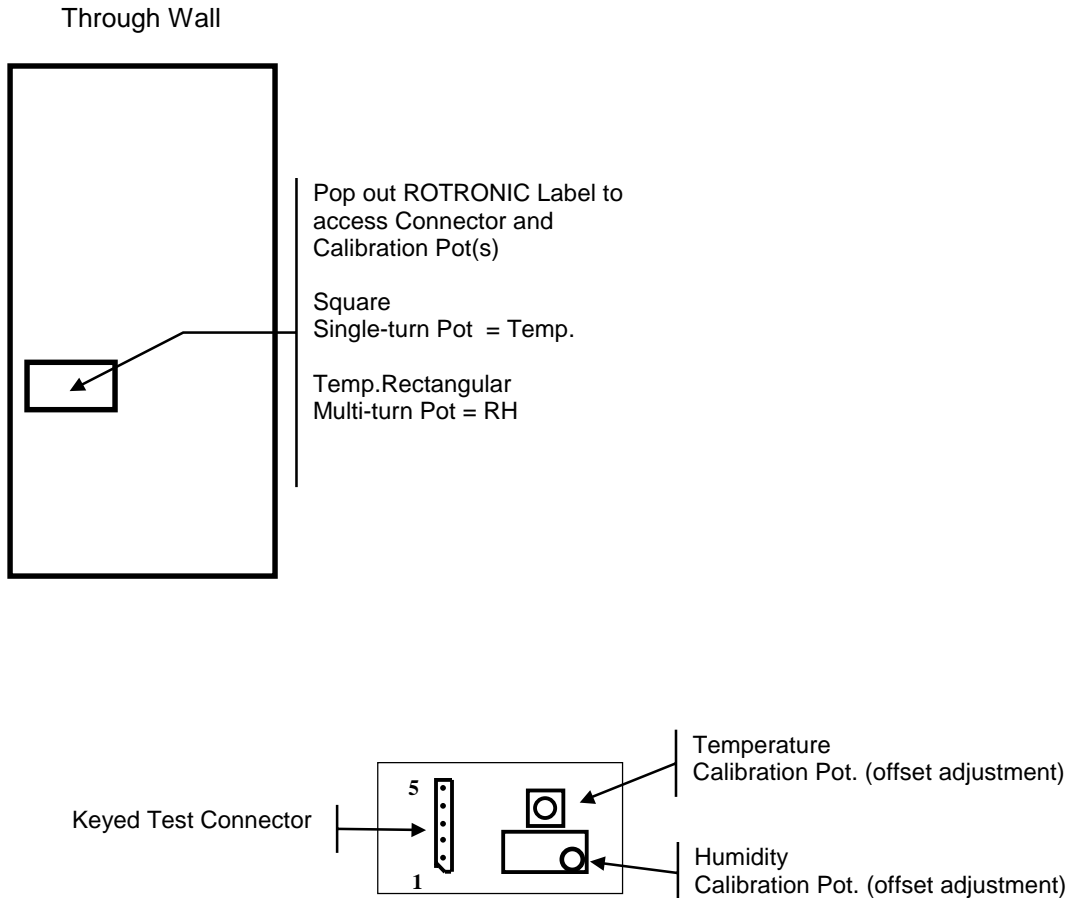 Through Wall
Pop out ROTRONIC Label to
access Connector and
Calibration Pot(s)
Square
Single-turn Pot  = Temp.
Temp.Rectangular
Multi-turn Pot = RH
Temperature
Calibration Pot. (offset adjustment)
Keyed Test Connector
5
1
Humidity
Calibration Pot. (offset adjustment)